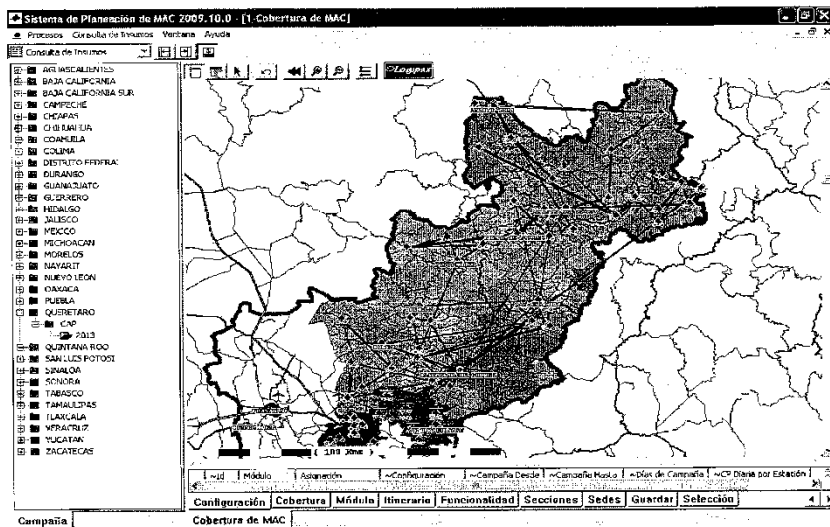 Sistema de Planeación de MAC 2009.10.0 - [1-Cobertura de MAC]
Procesos Consulta de Insumos Ventana Ayuda
Consulta de Insumos
Logipax
AGUASCALIENTES
BAJA CALIFORNIA
BAJA CALIFORNIA SUR
CAMPECHE
CHIAPAS
CHIHUAHUA
COAHUILA
COLIMA
DISTRITO FEDERAL
DURANGO
GUANAJUATO
GUERRERO
HIDALGO
JALISCO
MEXICO
MICHOACAN
MORELOS
NAYARIT
NUEVO LEON
OAXACA
PUEBLA
QUERETARO
CAP
2013
QUINTANA ROO
SAN LUIS POTOSI
SINALOA
SONORA
TABASCO
TAMAULIPAS
TLAXCALA
VERACRUZ
YUCATAN
ZACATECAS
~Id Módulo Asignación ~Configuración ~Campaña Desde ~Campaña Hasta ~Días de Campaña ~CP Diaria por Estación
Configuración Cobertura Módulo Itinerario Funcionalidad Secciones Sedes Guardar Selección
Campaña Cobertura de MAC